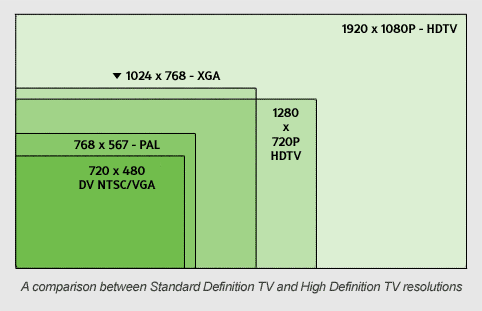 1920 x 1080P - HDTV
▼ 1024 x 768 - XGA
1280
x
720P
HDTV
768 x 567 - PAL
720 x 480
DV NTSC/VGA
A comparison between Standard Definition TV and High Definition TV resolutions